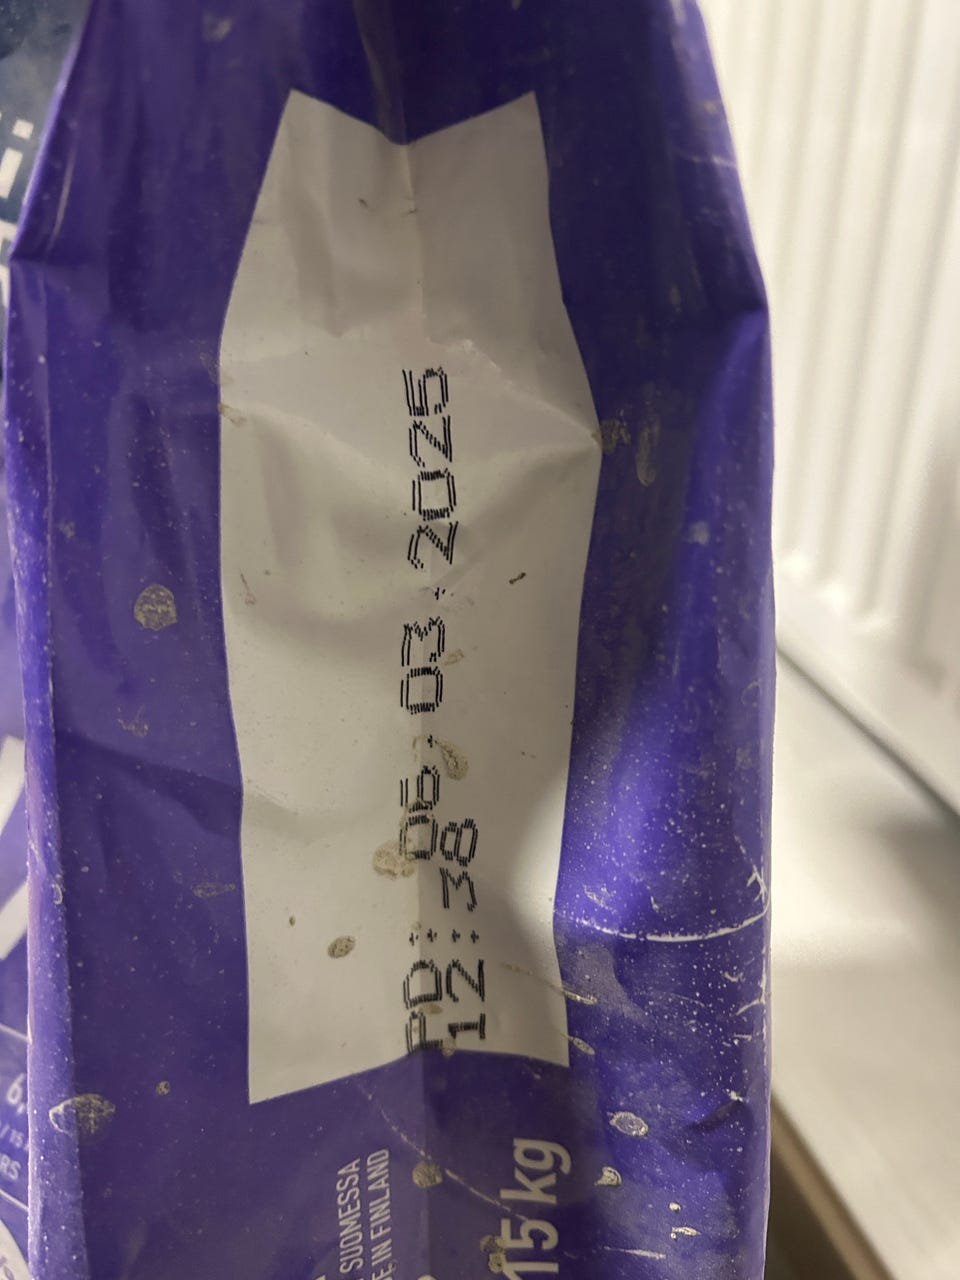 PD: 06.03.2025
12:38
SUOMESSA
IN FINLAND
15 kg